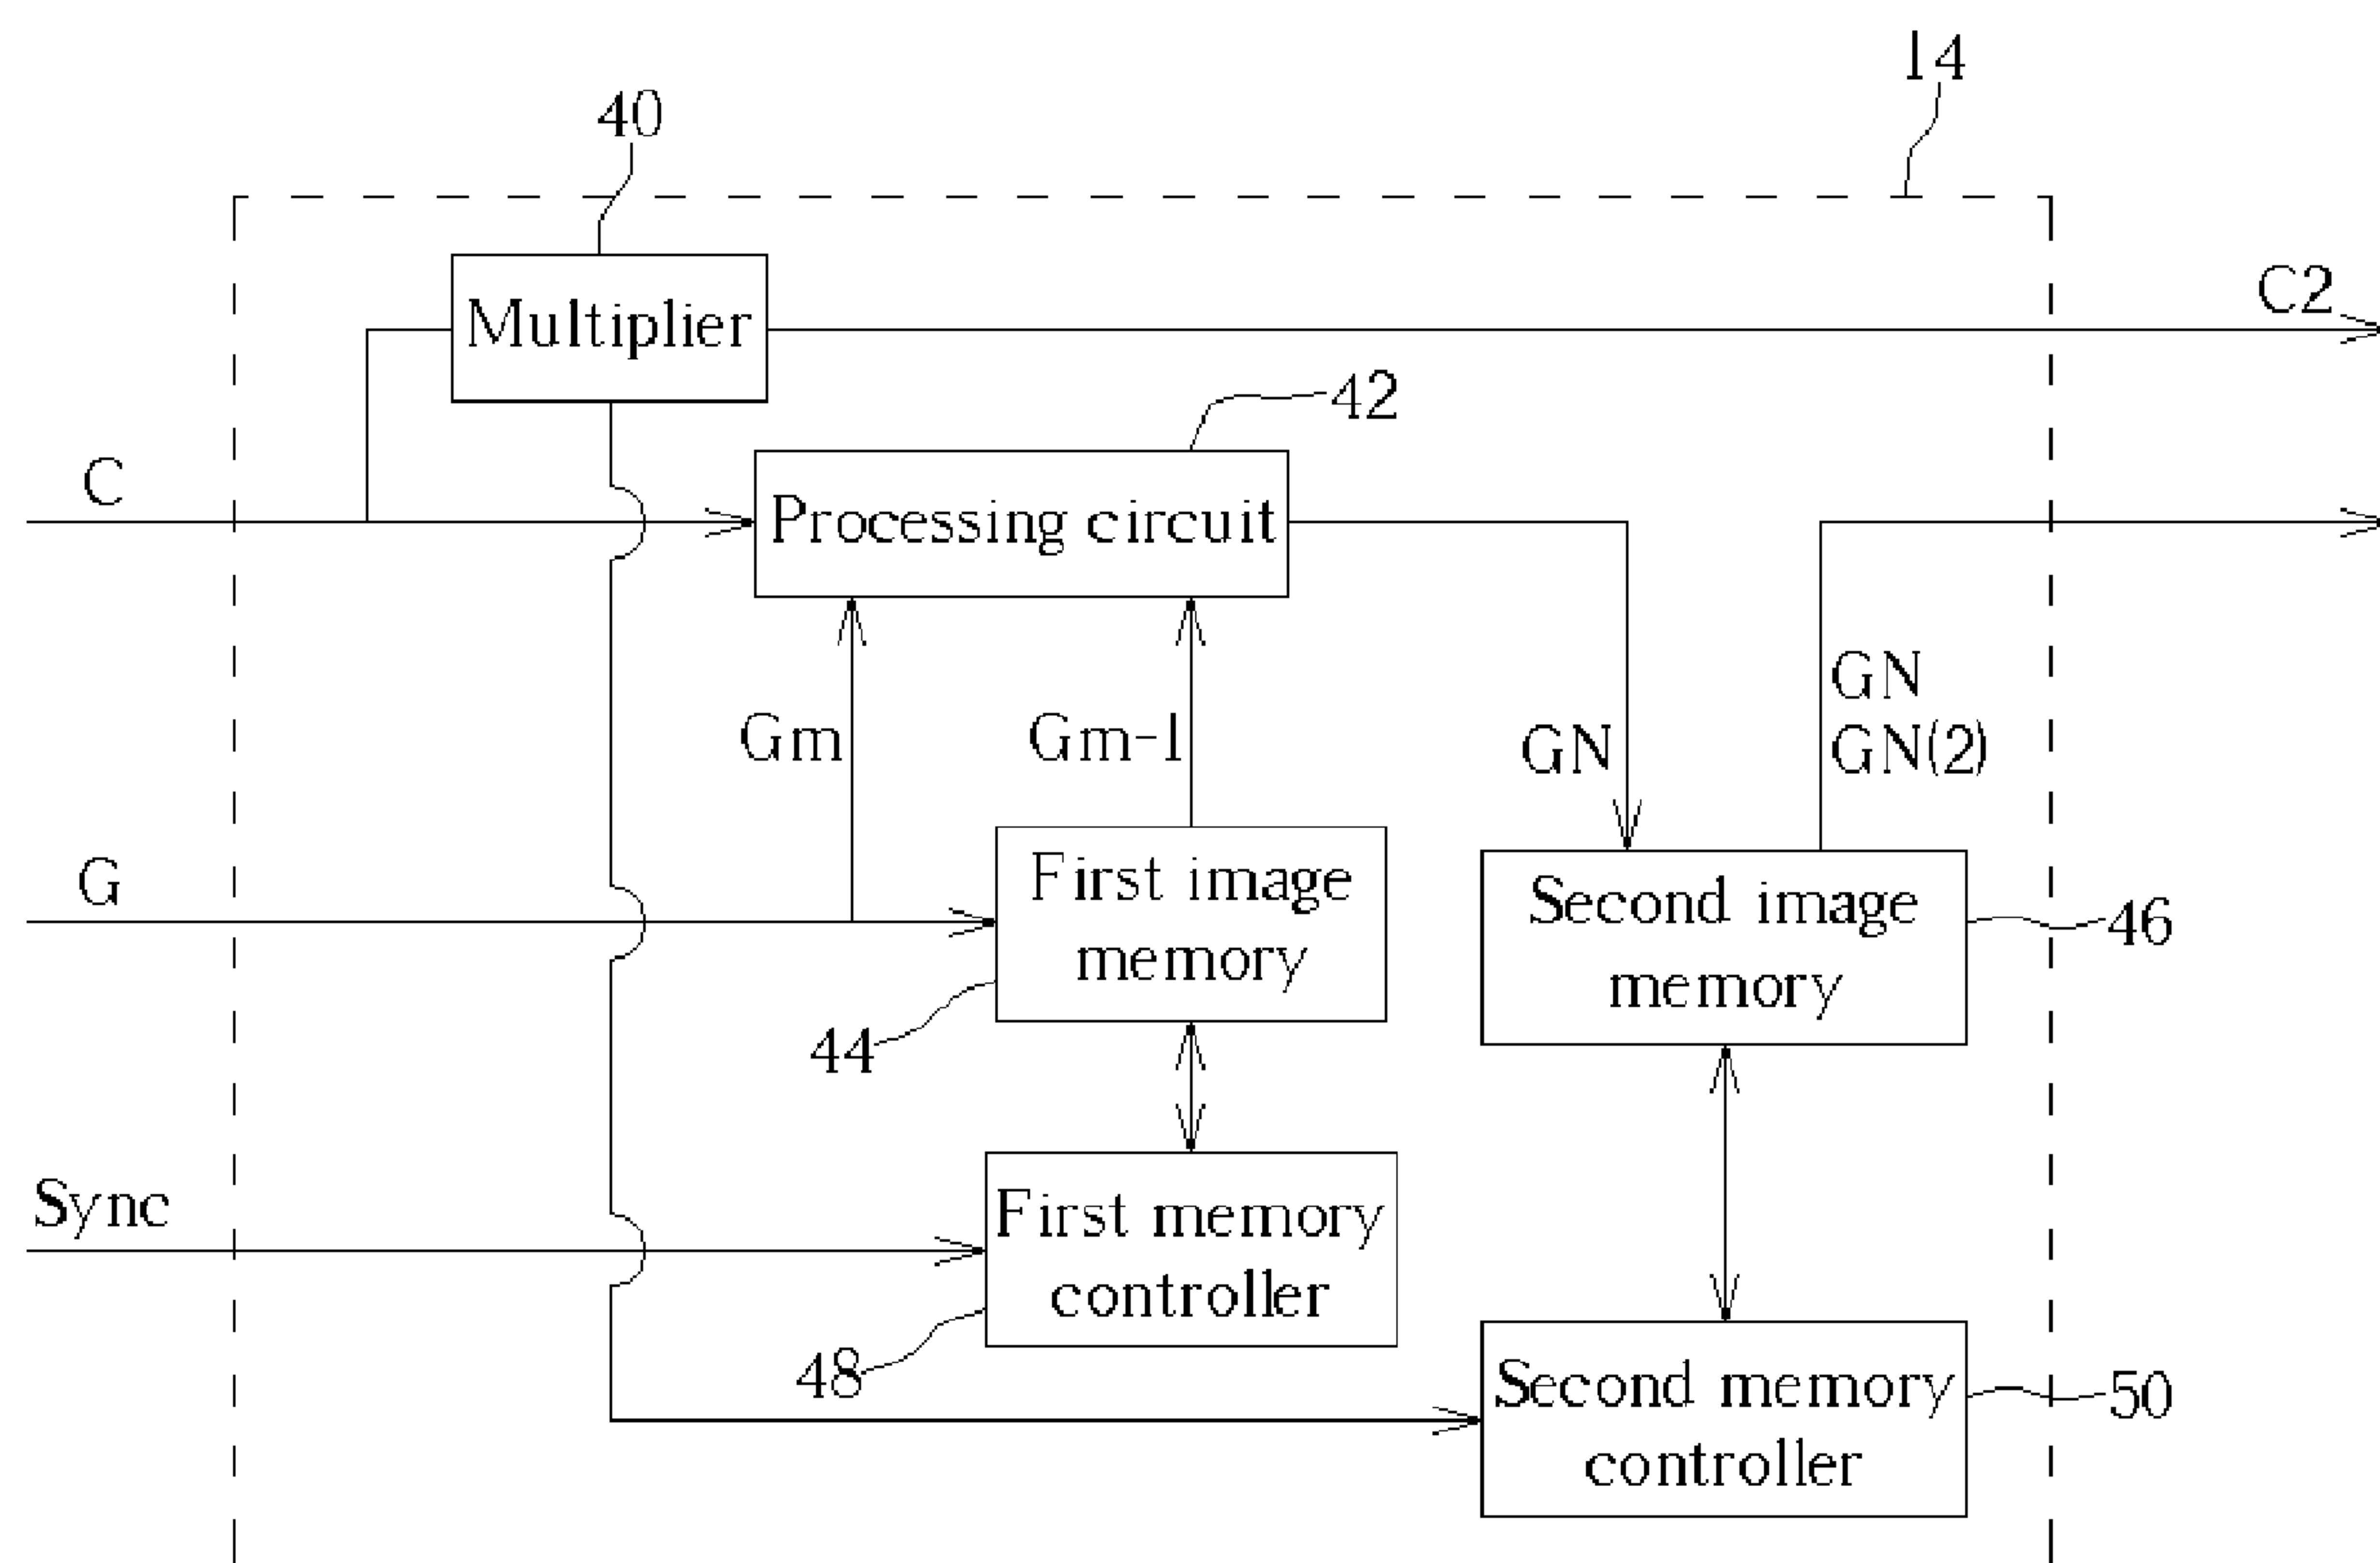 14
40
C2
Multiplier
42
C
Processing circuit
GN
GN(2)
Gm
Gm-1
GN
G
First image
memory
Second image
memory
46
44
Sync
First memory
controller
48
Second memory
controller
50